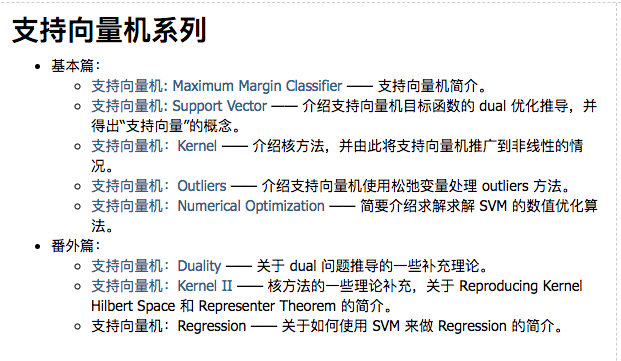 支持向量机系列
基本篇：
支持向量机: Maximum Margin Classifier —— 支持向量机简介。
支持向量机: Support Vector —— 介绍支持向量机目标函数的 dual 优化推导，并
得出“支持向量”的概念。
支持向量机：Kernel —— 介绍核方法，并由此将支持向量机推广到非线性的情
况。
支持向量机：Outliers —— 介绍支持向量机使用松弛变量处理 outliers 方法。
支持向量机：Numerical Optimization —— 简要介绍求解求解 SVM 的数值优化算
法。
番外篇：
支持向量机：Duality —— 关于 dual 问题推导的一些补充理论。
支持向量机：Kernel II —— 核方法的一些理论补充，关于 Reproducing Kernel
Hilbert Space 和 Representer Theorem 的简介。
支持向量机：Regression —— 关于如何使用 SVM 来做 Regression 的简介。